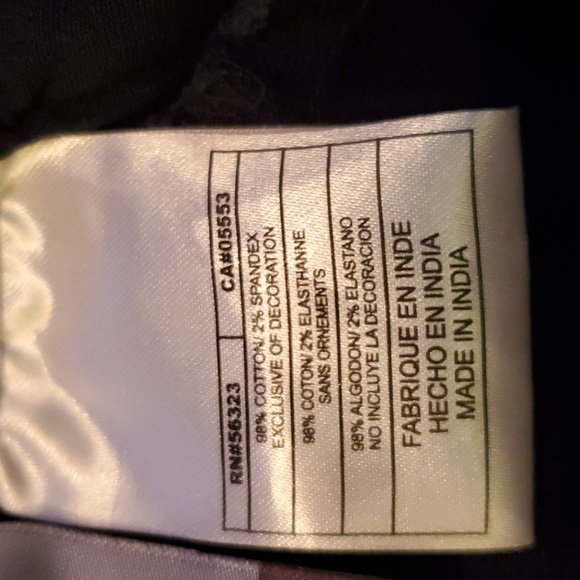 RN#56323 CA#05553
98% COTTON/ 2% SPANDEX
EXCLUSIVE OF DECORATION
98% COTON/ 2% ELASTHANNE
SANS ORNEMENTS
98% ALGODON/ 2% ELASTANO
NO INCLUYE LA DECORACION
FABRIQUE EN INDE
HECHO EN INDIA
MADE IN INDIA